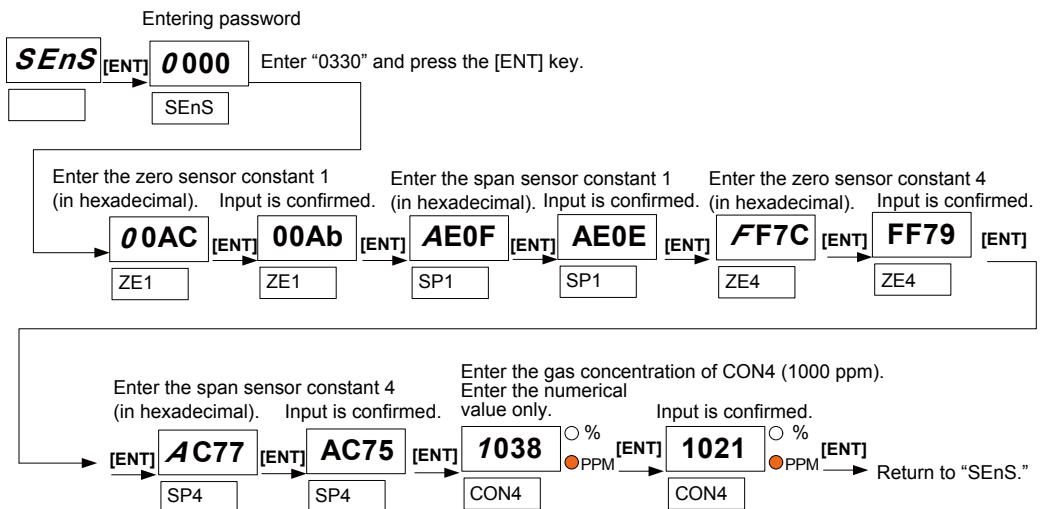 Entering password
SEnS [ENT] 0000 Enter “0330” and press the [ENT] key.
SEnS
Enter the zero sensor constant 1
(in hexadecimal). Input is confirmed.
Enter the span sensor constant 1
(in hexadecimal). Input is confirmed.
Enter the zero sensor constant 4
(in hexadecimal). Input is confirmed.
00AC [ENT] 00Ab [ENT] AE0F [ENT] AE0E [ENT] FF7C [ENT] FF79 [ENT]
ZE1 ZE1 SP1 SP1 ZE4 ZE4
Enter the span sensor constant 4
(in hexadecimal). Input is confirmed.
Enter the gas concentration of CON4 (1000 ppm).
Enter the numerical
value only. Input is confirmed.
[ENT] AC77 [ENT] AC75 [ENT] 1038 % PPM [ENT] 1021 % PPM [ENT] Return to “SEnS.”
SP4 SP4 CON4 CON4